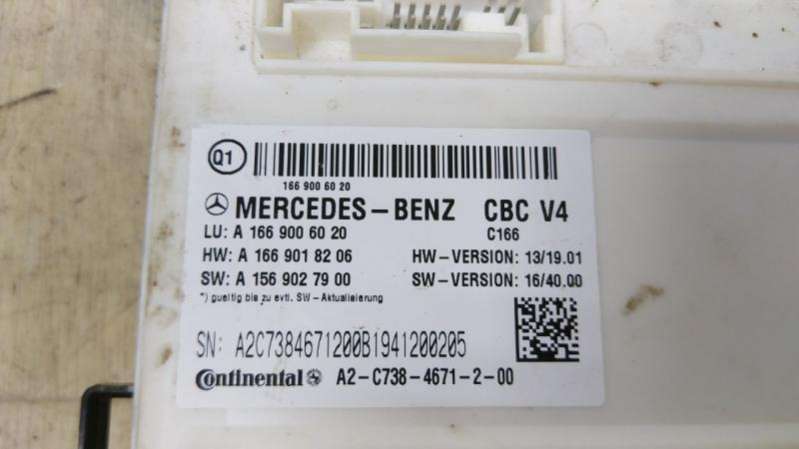 Q1
166 900 60 20
MERCEDES-BENZ CBC V4
LU: A 166 900 60 20 C166
HW: A 166 901 82 06 HW-VERSION: 13/19.01
SW: A 156 902 79 00 SW-VERSION: 16/40.00
*) gueltig bis zu evtl. SW-Aktualisierung
SN: A2C7384671200B1941200205
Continental A2-C738-4671-2-00